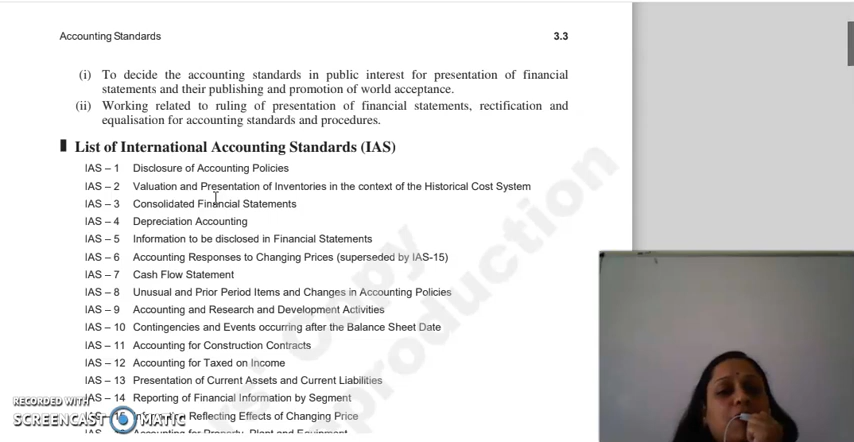 Accounting Standards 3.3
(i) To decide the accounting standards in public interest for presentation of financial
statements and their publishing and promotion of world acceptance.
(ii) Working related to ruling of presentation of financial statements, rectification and
equalisation for accounting standards and procedures.
List of International Accounting Standards (IAS)
IAS – 1 Disclosure of Accounting Policies
IAS – 2 Valuation and Presentation of Inventories in the context of the Historical Cost System
IAS – 3 Consolidated Financial Statements
IAS – 4 Depreciation Accounting
IAS – 5 Information to be disclosed in Financial Statements
IAS – 6 Accounting Responses to Changing Prices (superseded by IAS-15)
IAS – 7 Cash Flow Statement
IAS – 8 Unusual and Prior Period Items and Changes in Accounting Policies
IAS – 9 Accounting and Research and Development Activities
IAS – 10 Contingencies and Events occurring after the Balance Sheet Date
IAS – 11 Accounting for Construction Contracts
IAS – 12 Accounting for Taxed on Income
IAS – 13 Presentation of Current Assets and Current Liabilities
IAS – 14 Reporting of Financial Information by Segment
Reflecting Effects of Changing Price
Accounting for Property, Plant and Equipment
Copy
production
RECORDED WITH
SCREENCAST MATIC